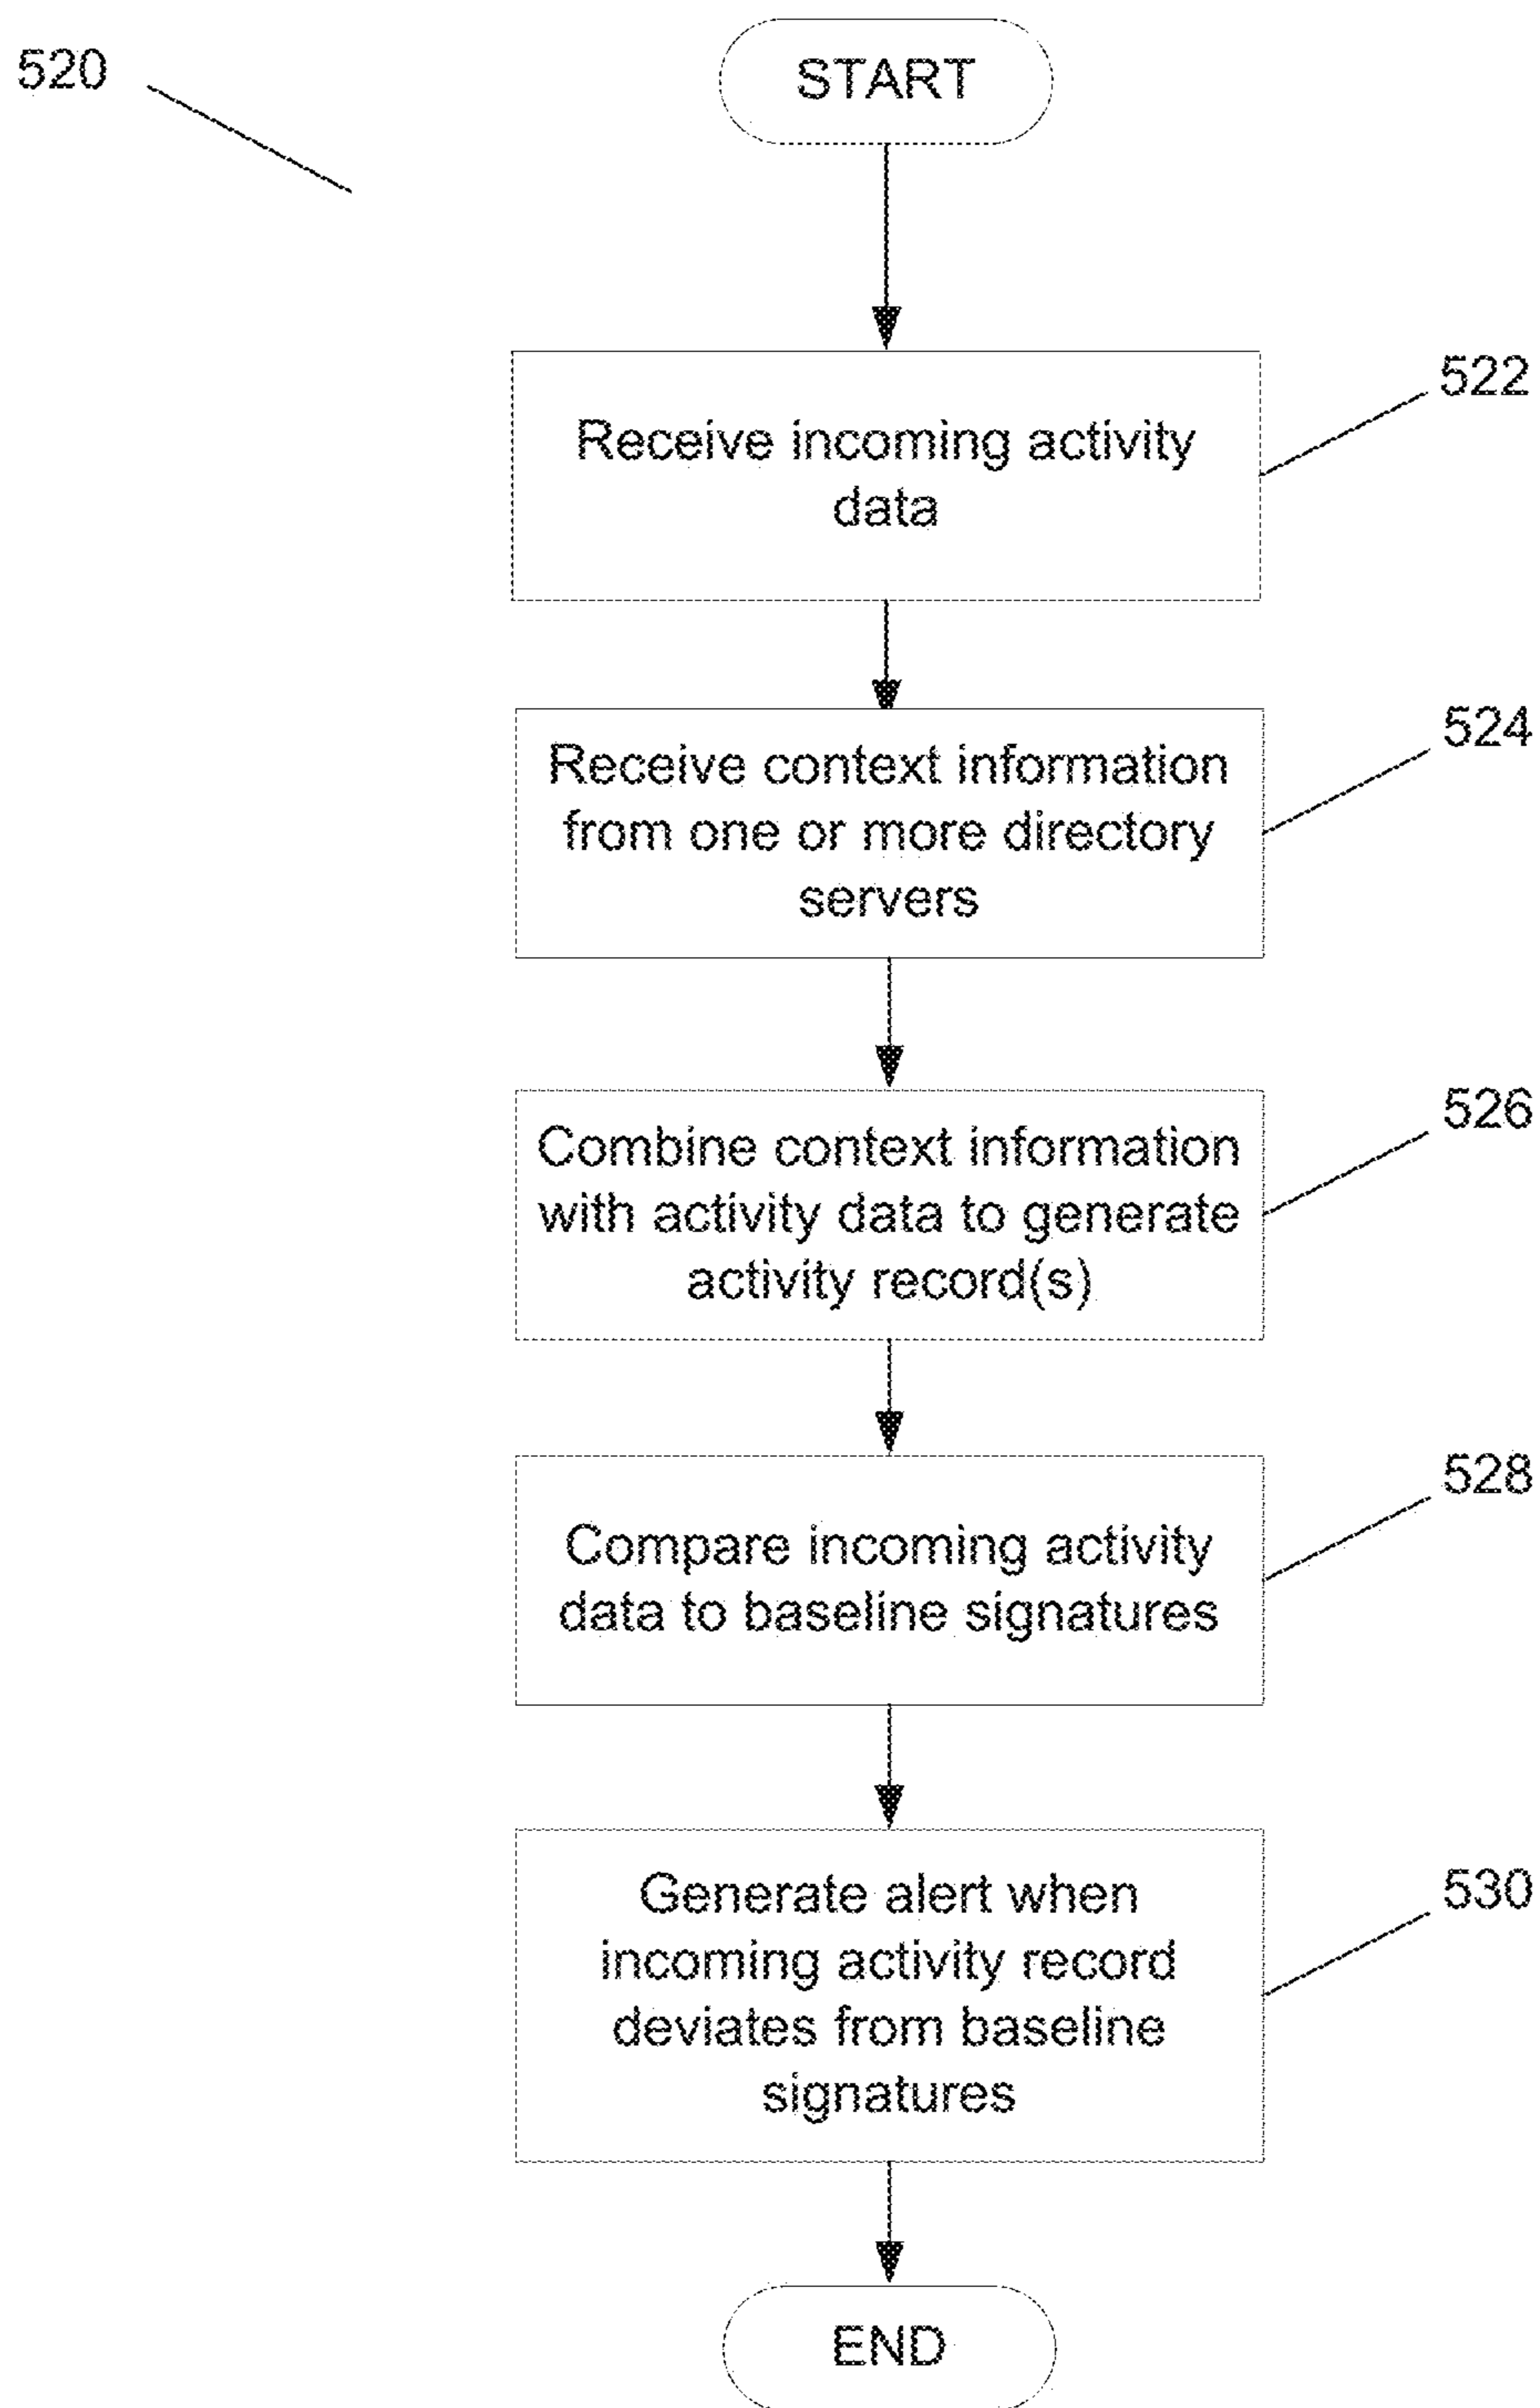 520
START
522
Receive incoming activity
data
524
Receive context information
from one or more directory
servers
526
Combine context information
with activity data to generate
activity record(s)
528
Compare incoming activity
data to baseline signatures
530
Generate alert when
incoming activity record
deviates from baseline
signatures
END